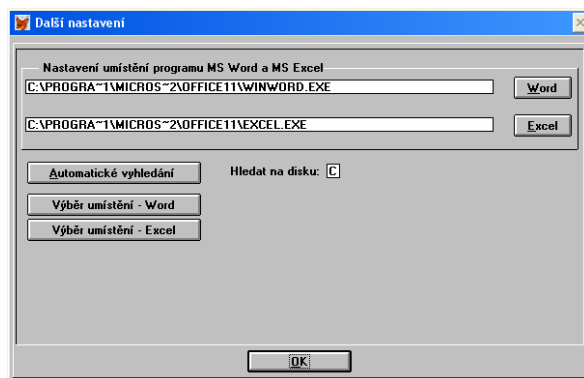 Další nastavení
Nastavení umístění programu MS Word a MS Excel
C:\PROGRA~1\MICROS~2\OFFICE11\WINWORD.EXE
Word
C:\PROGRA~1\MICROS~2\OFFICE11\EXCEL.EXE
Excel
Automatické vyhledání
Hledat na disku: C
Výběr umístění - Word
Výběr umístění - Excel
OK